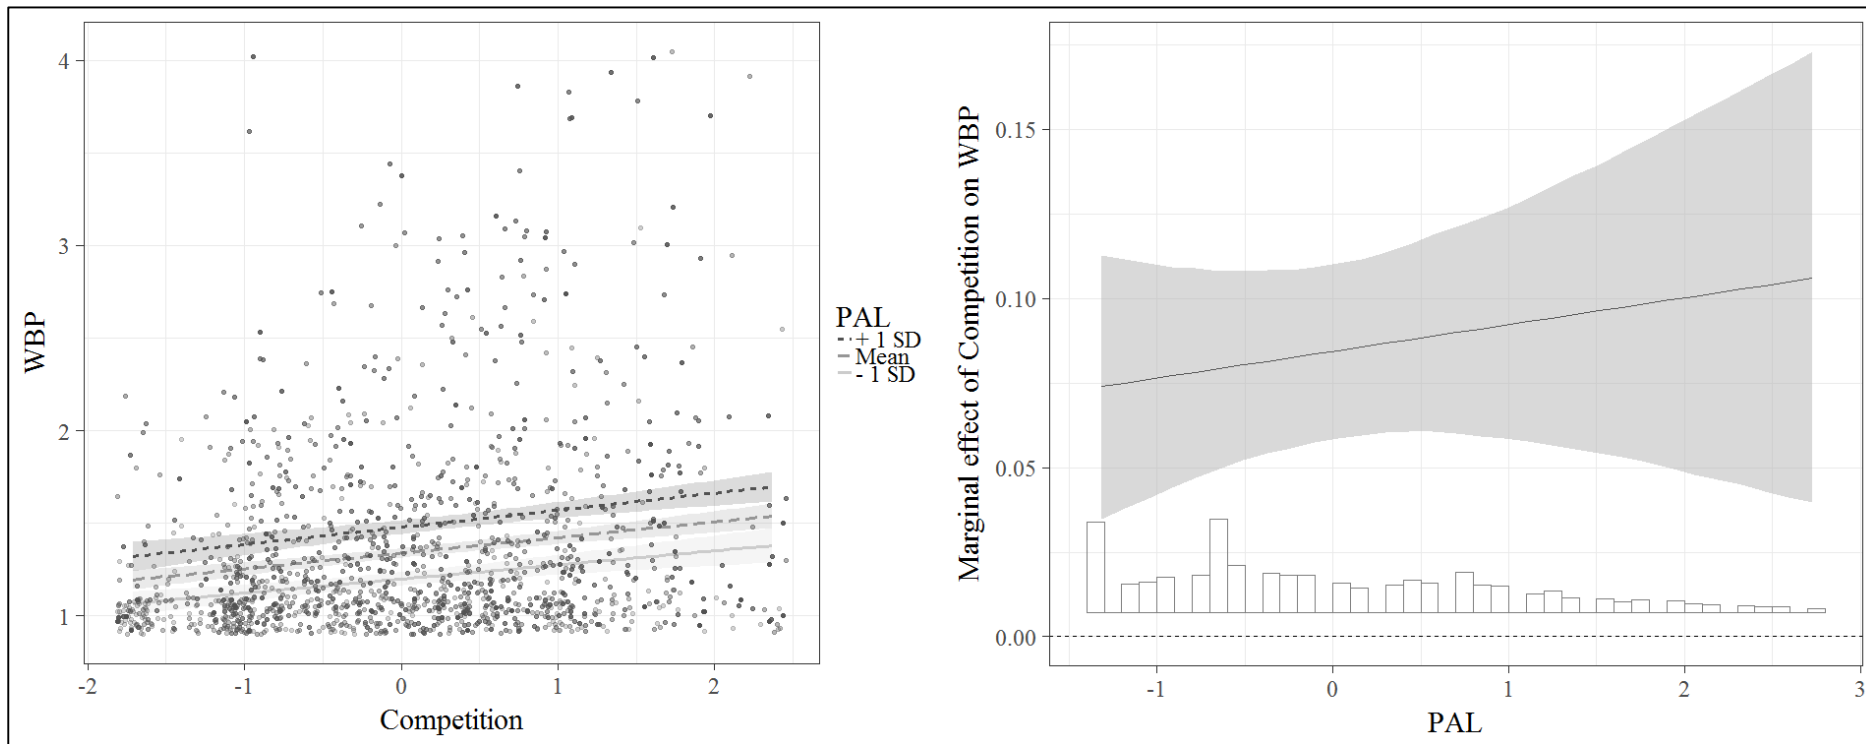 WBP
4
3
2
1
-2
-1
0
1
2
Competition
PAL
+ 1 SD
Mean
- 1 SD
Marginal effect of Competition on WBP
0.15
0.10
0.05
0.00
-1
0
1
2
3
PAL